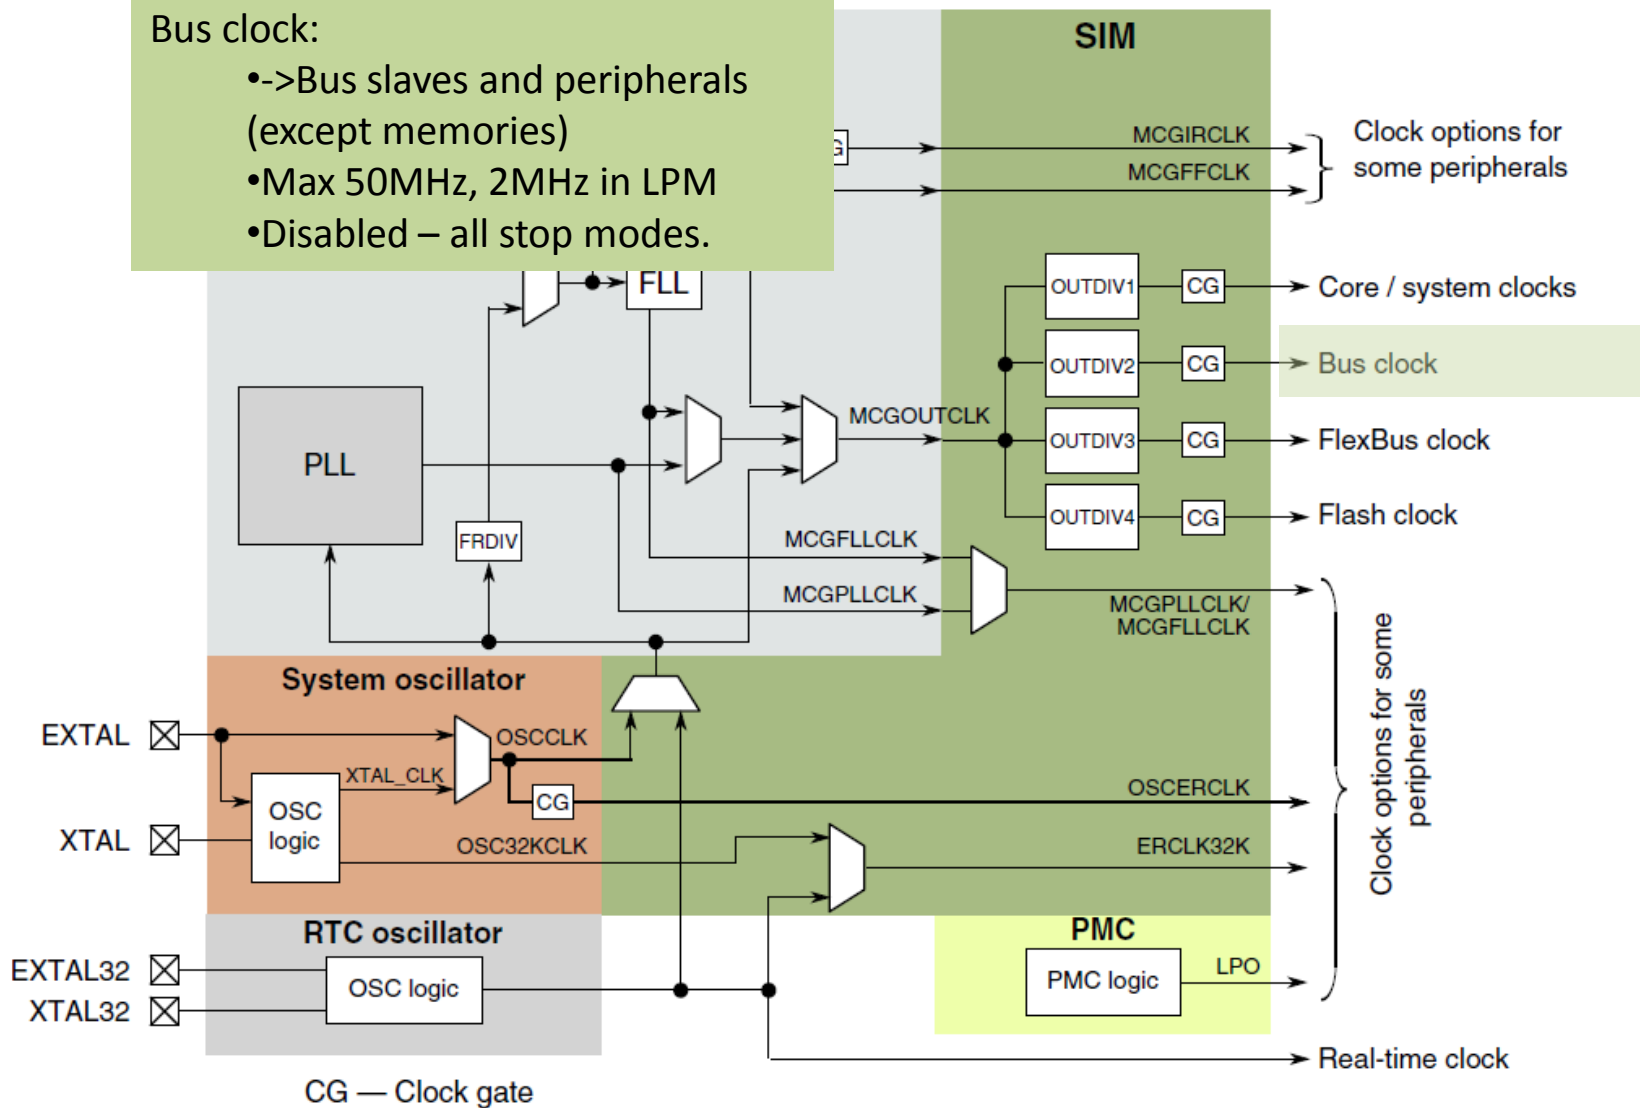 Bus clock:
•->Bus slaves and peripherals
(except memories)
•Max 50MHz, 2MHz in LPM
•Disabled – all stop modes.
SIM
MCGIRCLK
MCGFFCLK
Clock options for
some peripherals
G
FLL
OUTDIV1
CG
Core / system clocks
OUTDIV2
CG
Bus clock
MCGOUTCLK
OUTDIV3
CG
FlexBus clock
PLL
OUTDIV4
CG
Flash clock
FRDIV
MCGFLLCLK
MCGPLLCLK
MCGPLLCLK/
MCGFLLCLK
Clock options for some
peripherals
System oscillator
EXTAL
OSCCLK
XTAL_CLK
OSC
logic
CG
OSCERCLK
XTAL
OSC32KCLK
ERCLK32K
RTC oscillator
PMC
EXTAL32
OSC logic
PMC logic
LPO
XTAL32
Real-time clock
CG — Clock gate